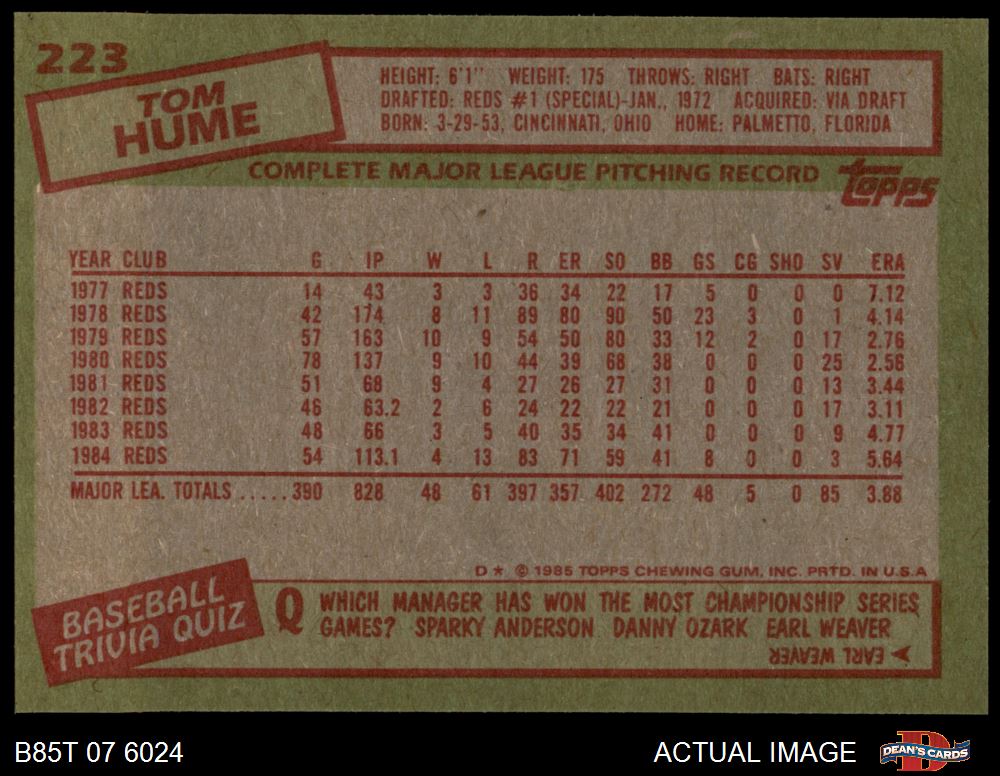 223
TOM
HUME
HEIGHT: 6'1" WEIGHT: 175 THROWS: RIGHT BATS: RIGHT
DRAFTED: REDS #1 (SPECIAL)-JAN., 1972 ACQUIRED: VIA DRAFT
BORN: 3-29-53, CINCINNATI, OHIO HOME: PALMETTO, FLORIDA
COMPLETE MAJOR LEAGUE PITCHING RECORD
topps
YEAR CLUB G IP W L R ER SO BB GS CG SHO SV ERA
1977 REDS 14 43 3 3 36 34 22 17 5 0 0 0 7.12
1978 REDS 42 174 8 11 89 80 90 50 23 3 0 1 4.14
1979 REDS 57 163 10 9 54 50 80 33 12 2 0 17 2.76
1980 REDS 78 137 9 10 44 39 68 38 0 0 0 25 2.56
1981 REDS 51 68 9 4 27 26 27 31 0 0 0 13 3.44
1982 REDS 46 63.2 2 6 24 22 22 21 0 0 0 17 3.11
1983 REDS 48 66 3 5 40 35 34 41 0 0 0 9 4.77
1984 REDS 54 113.1 4 13 83 71 59 41 8 0 0 3 5.64
MAJOR LEA. TOTALS .....390 828 48 61 397 357 402 272 48 5 0 85 3.88
D * © 1985 TOPPS CHEWING GUM, INC. PRTD. IN U.S.A
BASEBALL
TRIVIA QUIZ
Q WHICH MANAGER HAS WON THE MOST CHAMPIONSHIP SERIES
GAMES? SPARKY ANDERSON DANNY OZARK EARL WEAVER
EARL WEAVER
B85T 07 6024
ACTUAL IMAGE
D
DEAN'S CARDS